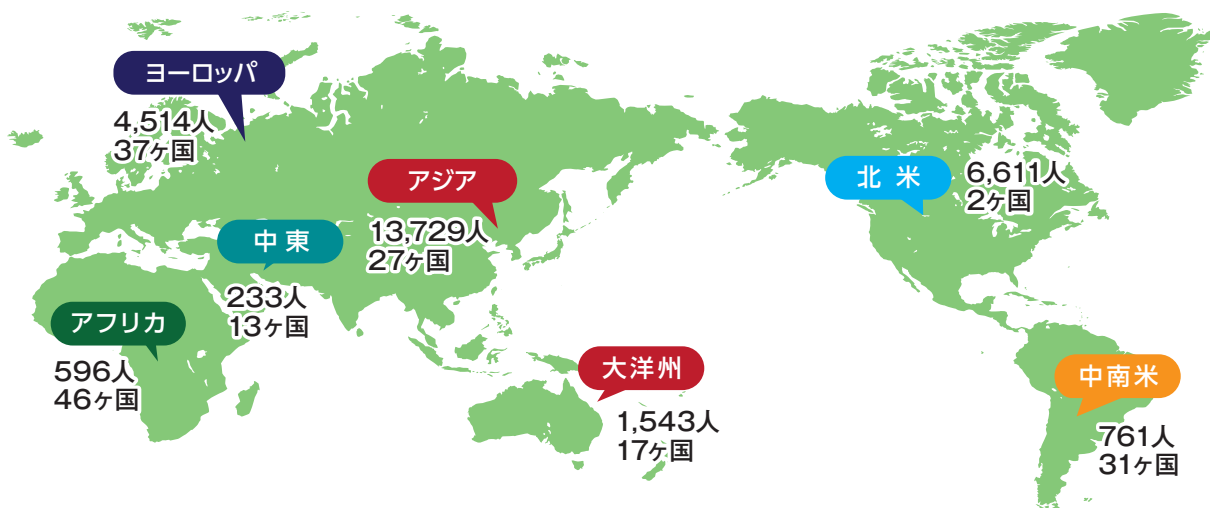 ヨーロッパ
4,514人
37ヶ国
アジア
13,729人
27ヶ国
北米
6,611人
2ヶ国
中東
233人
13ヶ国
アフリカ
596人
46ヶ国
大洋州
1,543人
17ヶ国
中南米
761人
31ヶ国